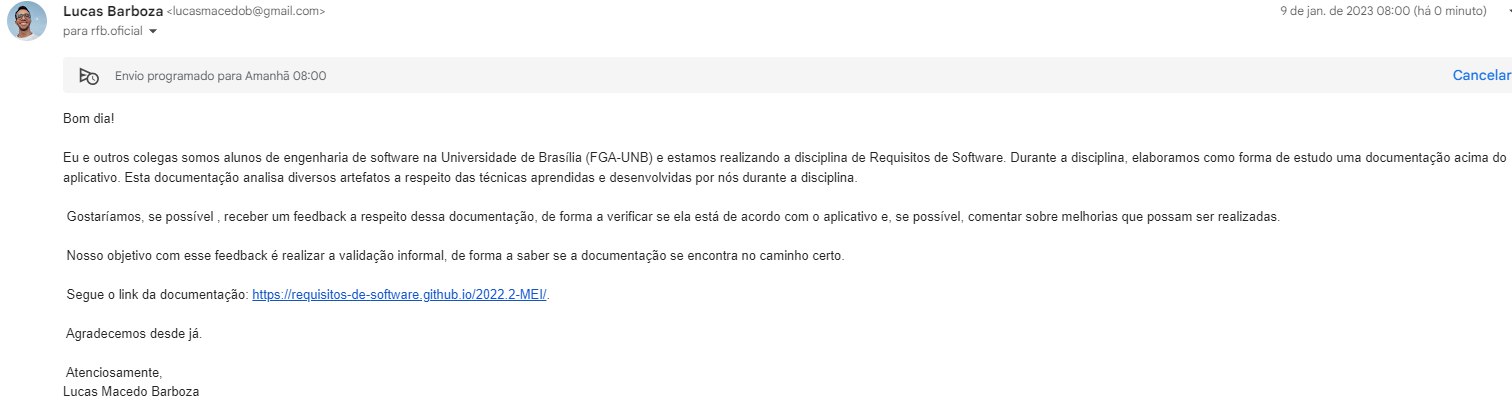 Lucas Barboza <lucasmacedob@gmail.com>
9 de jan. de 2023 08:00 (há 0 minuto)
para rfb.oficial
Envio programado para Amanhã 08:00
Cancelar
Bom dia!
Eu e outros colegas somos alunos de engenharia de software na Universidade de Brasília (FGA-UNB) e estamos realizando a disciplina de Requisitos de Software. Durante a disciplina, elaboramos como forma de estudo uma documentação acima do
aplicativo. Esta documentação analisa diversos artefatos a respeito das técnicas aprendidas e desenvolvidas por nós durante a disciplina.
Gostaríamos, se possível , receber um feedback a respeito dessa documentação, de forma a verificar se ela está de acordo com o aplicativo e, se possível, comentar sobre melhorias que possam ser realizadas.
Nosso objetivo com esse feedback é realizar a validação informal, de forma a saber se a documentação se encontra no caminho certo.
Segue o link da documentação: https://requisitos-de-software.github.io/2022.2-MEI/.
Agradecemos desde já.
Atenciosamente,
Lucas Macedo Barboza